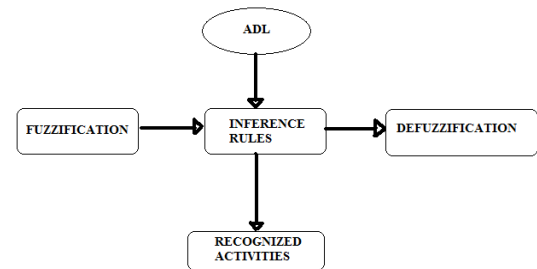 ADL
FUZZIFICATION
INFERENCE
RULES
DEFUZZIFICATION
RECOGNIZED
ACTIVITIES